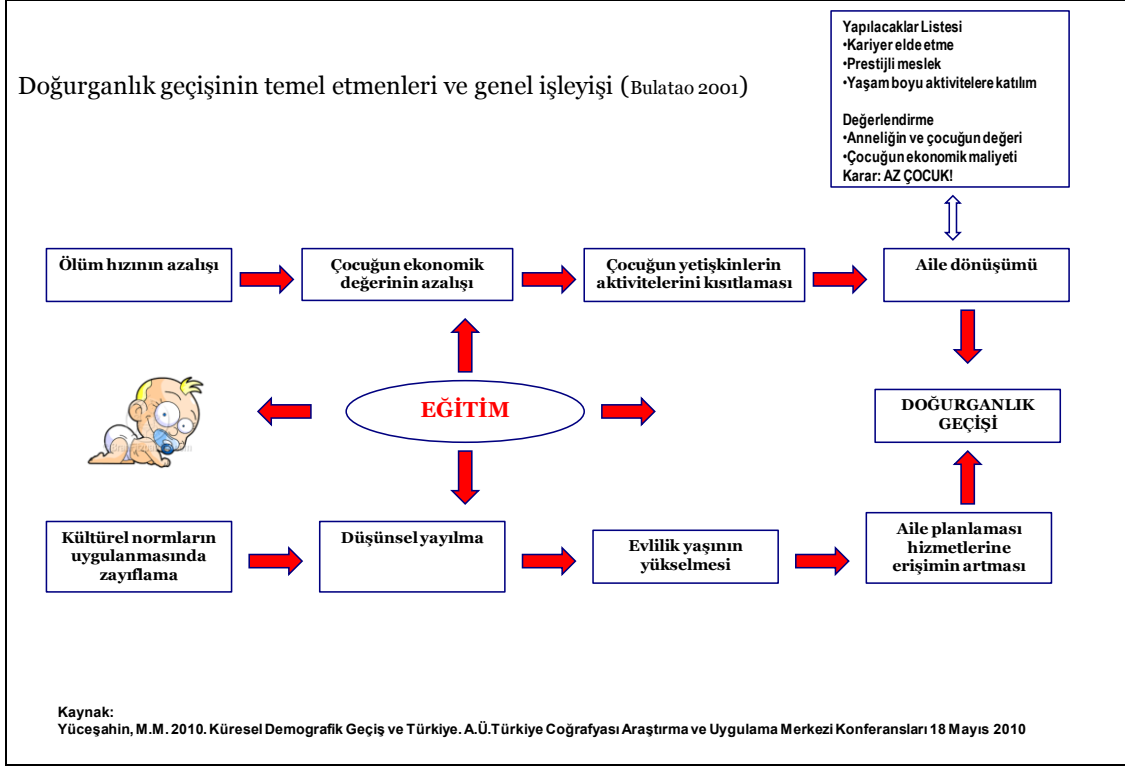 Yapılacaklar Listesi
•Kariyer elde etme
•Prestijli meslek
•Yaşam boyu aktivitelere katılım
Değerlendirme
•Anneliğin ve çocuğun değeri
•Çocuğun ekonomik maliyeti
Karar: AZ ÇOCUK!
Doğurganlık geçişinin temel etmenleri ve genel işleyişi (Bulatao 2001)
Ölüm hızının azalışı
Çocuğun ekonomik
değerinin azalışı
Çocuğun yetişkinlerin
aktivitelerini kısıtlaması
Aile dönüşümü
EĞİTİM
DOĞURGANLIK
GEÇİŞİ
Kültürel normların
uygulanmasında
zayıflama
Düşünsel yayılma
Evlilik yaşının
yükselmesi
Aile planlaması
hizmetlerine
erişimin artması
Kaynak:
Yüceşahin, M.M. 2010. Küresel Demografik Geçiş ve Türkiye. A.Ü.Türkiye Coğrafyası Araştırma ve Uygulama Merkezi Konferansları 18 Mayıs 2010